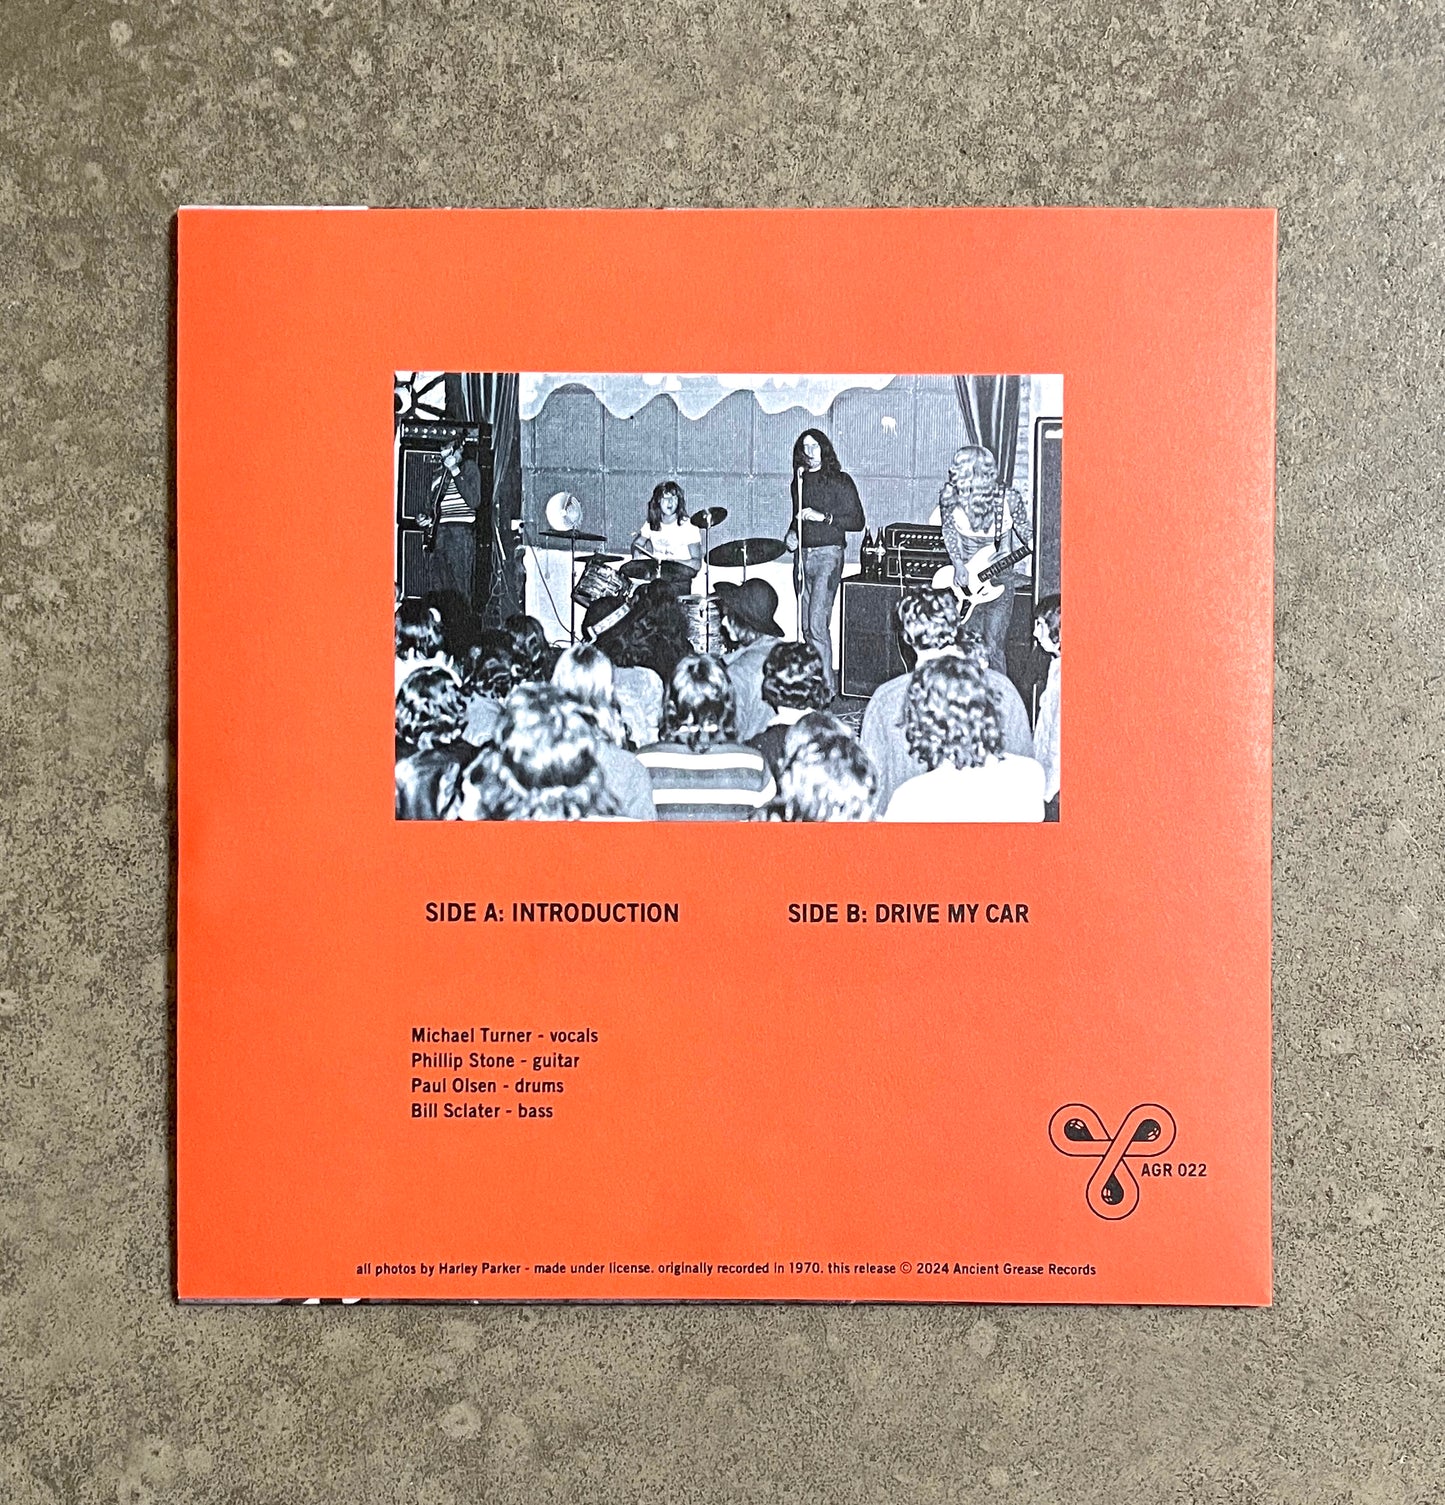 SIDE A: INTRODUCTION
SIDE B: DRIVE MY CAR
Michael Turner - vocals
Phillip Stone - guitar
Paul Olsen - drums
Bill Sclater - bass
AGR 022
all photos by Harley Parker - made under license. originally recorded in 1970. this release © 2024 Ancient Grease Records